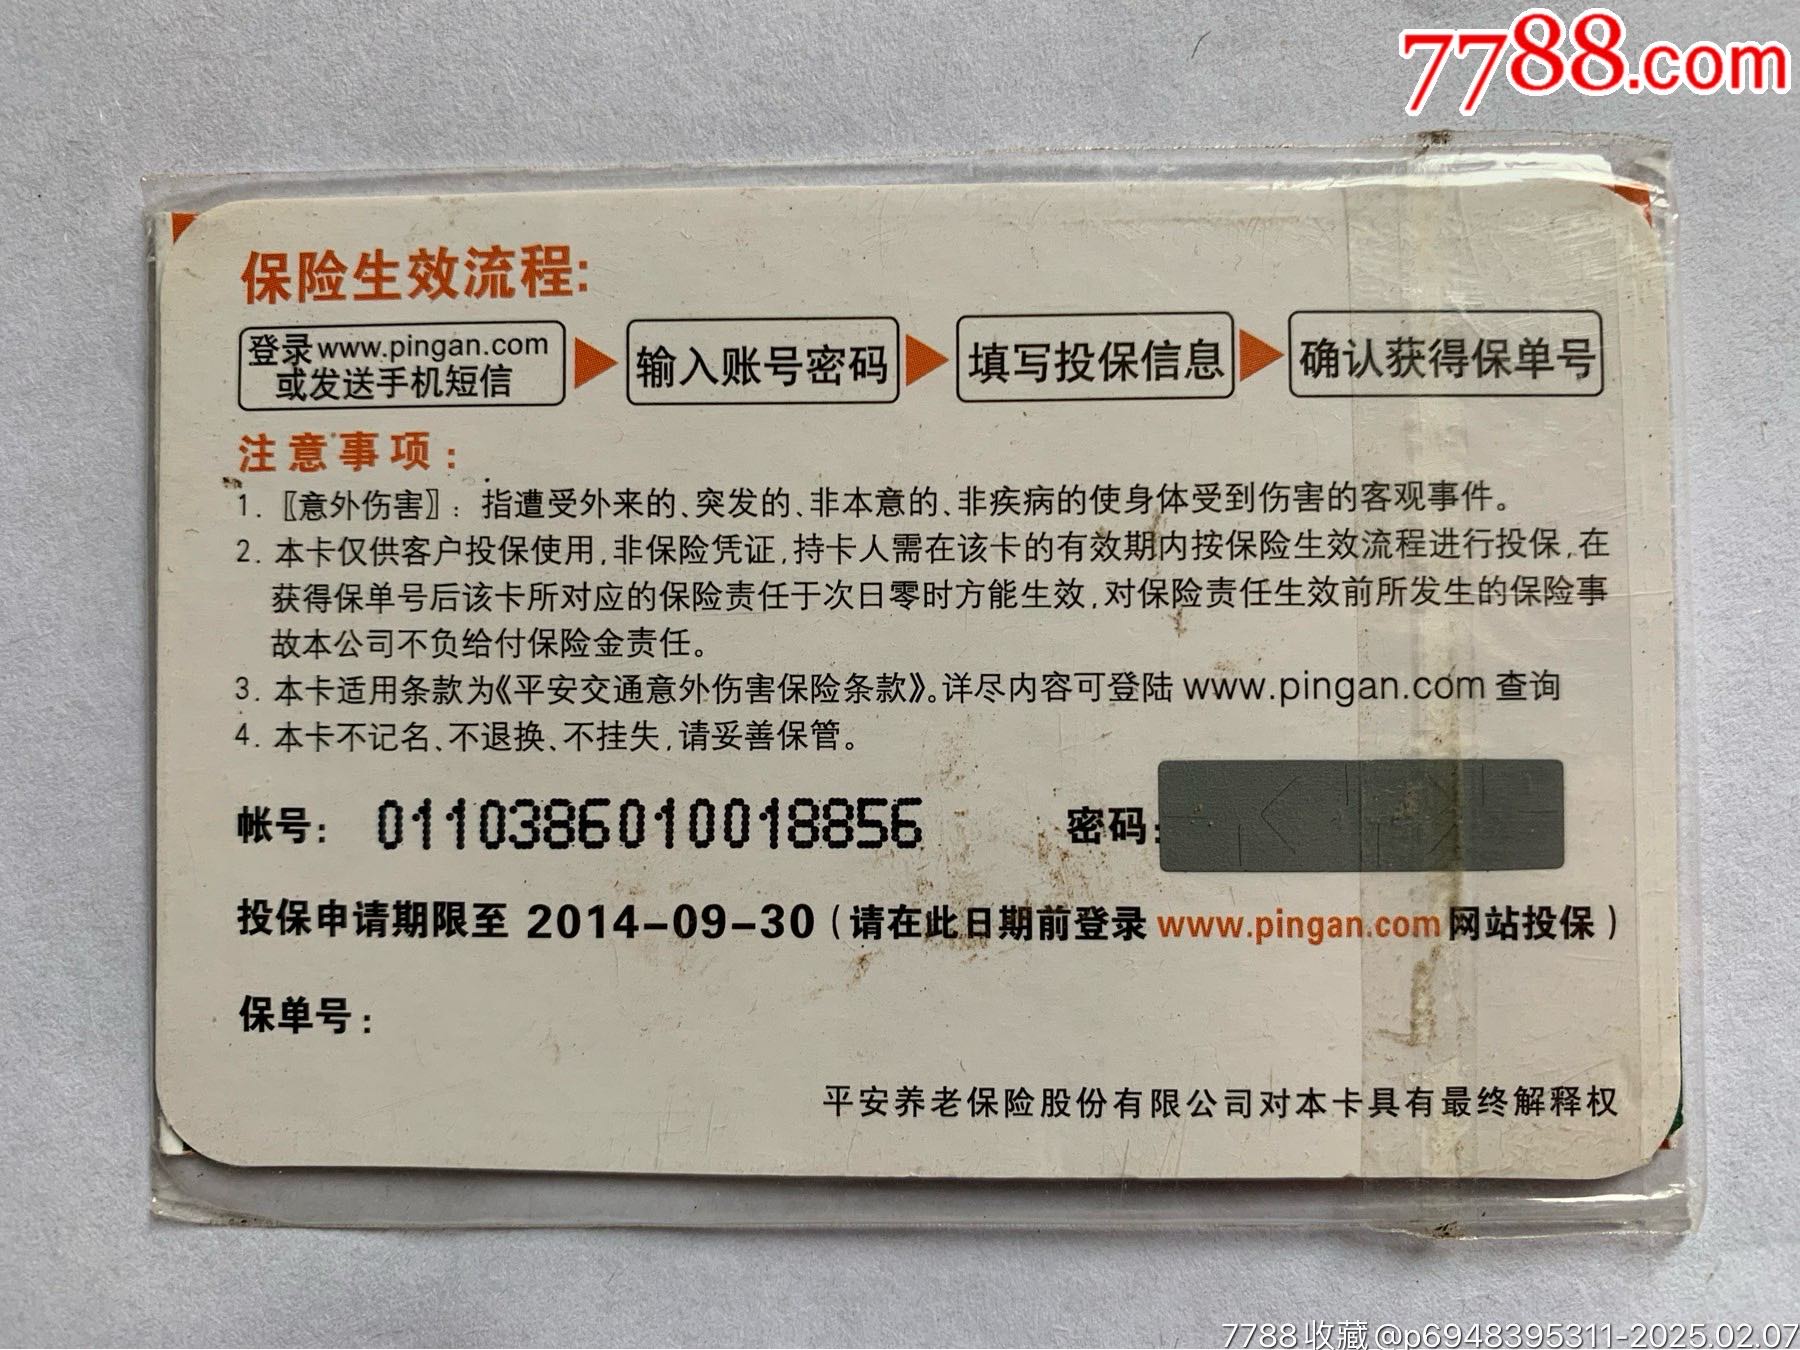 7788.com
保险生效流程:
登录www.pingan.com
或发送手机短信
输入账号密码
填写投保信息
确认获得保单号
注意事项:
1.〖意外伤害〗:指遭受外来的、突发的、非本意的、非疾病的使身体受到伤害的客观事件。
2.本卡仅供客户投保使用,非保险凭证,持卡人需在该卡的有效期内按保险生效流程进行投保,在
获得保单号后该卡所对应的保险责任于次日零时方能生效,对保险责任生效前所发生的保险事
故本公司不负给付保险金责任。
3.本卡适用条款为《平安交通意外伤害保险条款》。详尽内容可登陆 www.pingan.com 查询
4.本卡不记名、不退换、不挂失,请妥善保管。
帐号: 0110386010018856 密码:
投保申请期限至 2014-09-30(请在此日期前登录 www.pingan.com 网站投保)
保单号:
平安养老保险股份有限公司对本卡具有最终解释权
7788收藏@p6948395311-2025.02.07